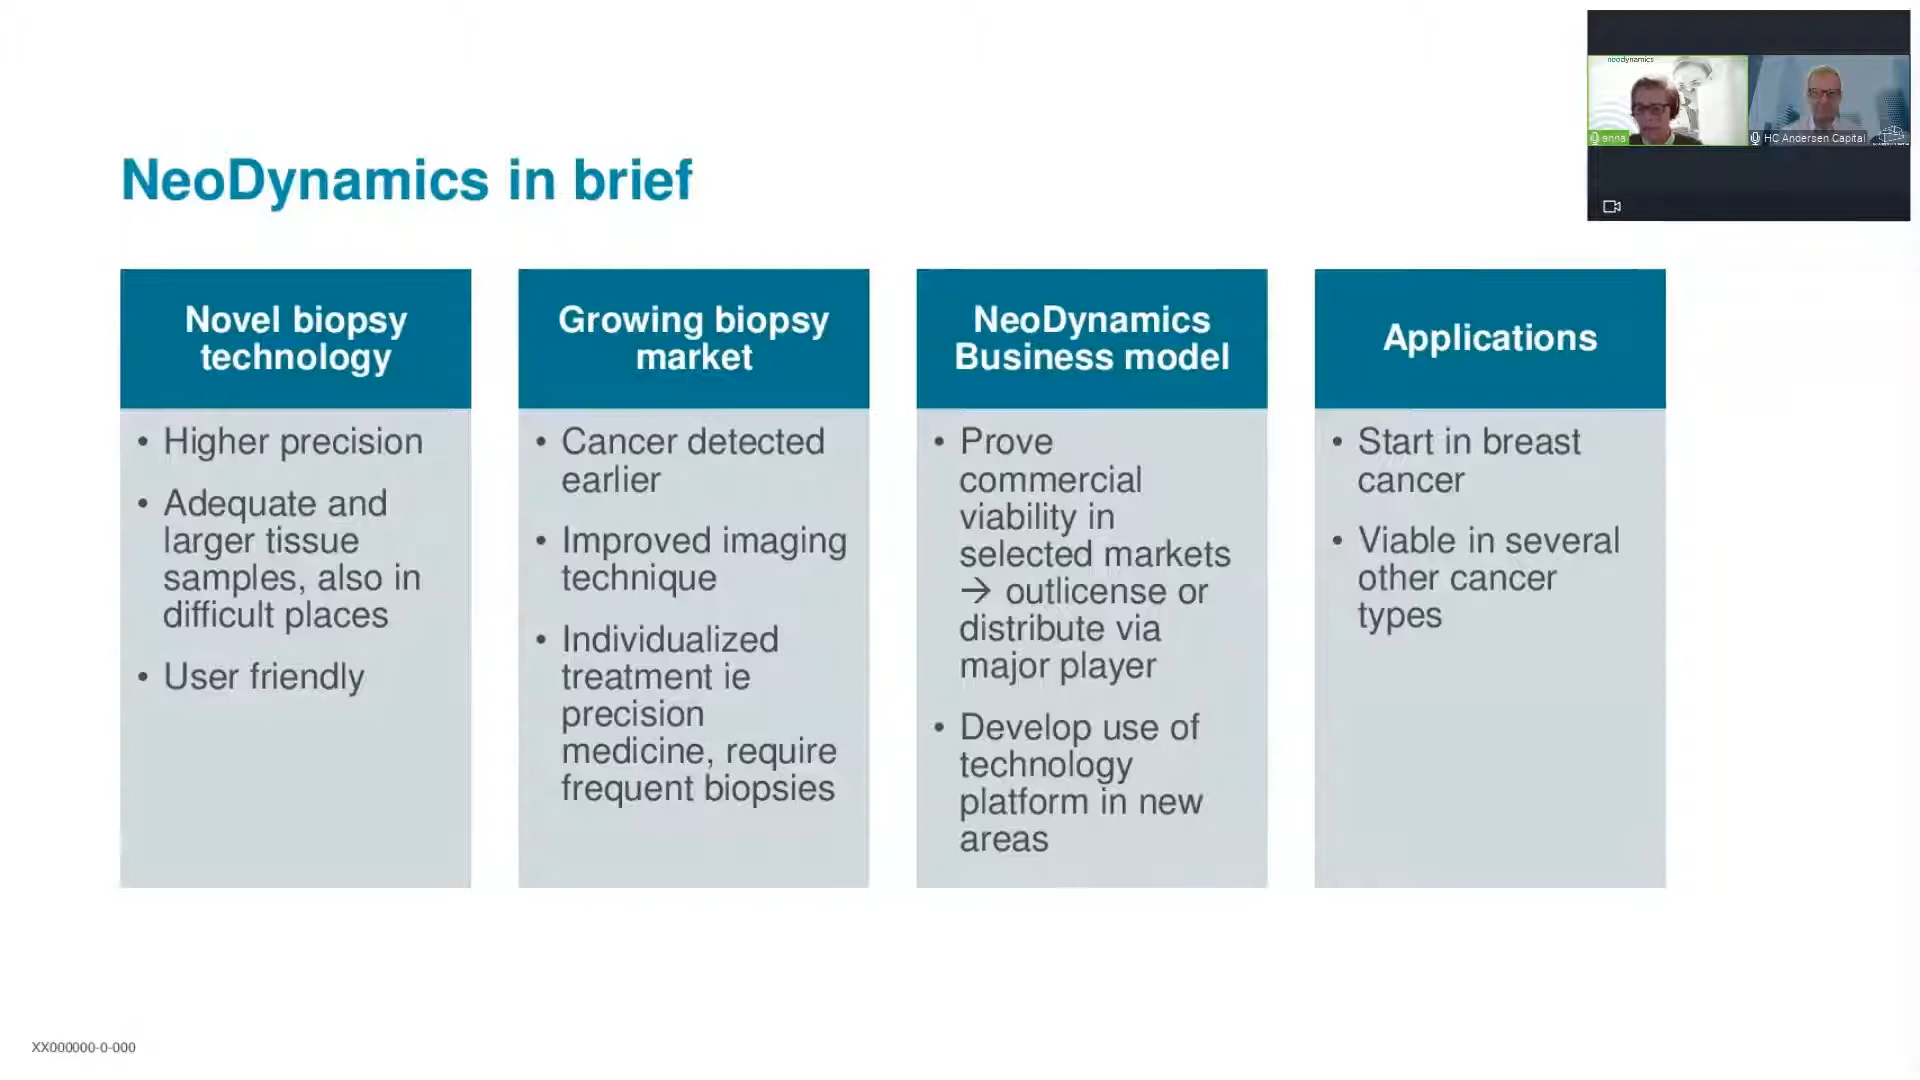 neodynamics
anna
HC Andersen Capital
NeoDynamics in brief
Novel biopsy
technology
• Higher precision
• Adequate and
larger tissue
samples, also in
difficult places
• User friendly
Growing biopsy
market
• Cancer detected
earlier
• Improved imaging
technique
• Individualized
treatment ie
precision
medicine, require
frequent biopsies
NeoDynamics
Business model
• Prove
commercial
viability in
selected markets
→ outlicense or
distribute via
major player
• Develop use of
technology
platform in new
areas
Applications
• Start in breast
cancer
• Viable in several
other cancer
types
XX000000-0-000